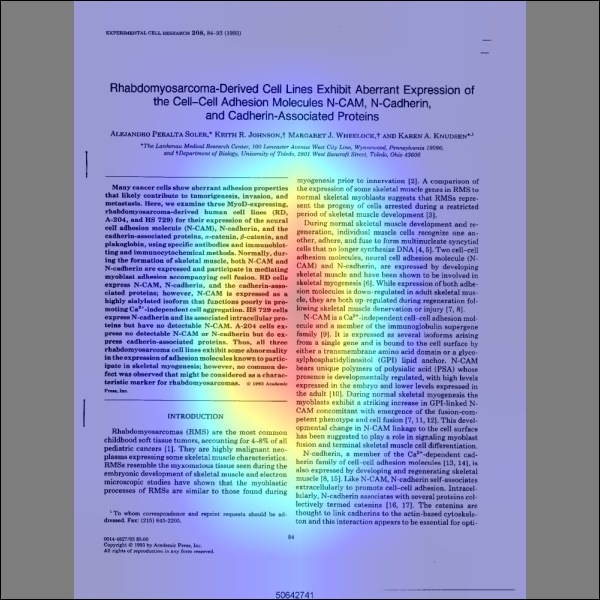 EXPERIMENTAL CELL RESEARCH 208, 84–93 (1993)
Rhabdomyosarcoma-Derived Cell Lines Exhibit Aberrant Expression of
the Cell–Cell Adhesion Molecules N-CAM, N-Cadherin,
and Cadherin-Associated Proteins
ALEJANDRO PERALTA SOLER,* KEITH R. JOHNSON,† MARGARET J. WHEELOCK,† AND KAREN A. KNUDSEN*,1
*The Lankenau Medical Research Center, 100 Lancaster Avenue West City Line, Wynnewood, Pennsylvania 19096;
and †Department of Biology, University of Toledo, 2801 West Bancroft Street, Toledo, Ohio 43606
Many cancer cells show aberrant adhesion properties
that likely contribute to tumorigenesis, invasion, and
metastasis. Here, we examine three MyoD-expressing,
rhabdomyosarcoma-derived human cell lines (RD,
A-204, and HS 729) for their expression of the neural
cell adhesion molecule (N-CAM), N-cadherin, and the
cadherin-associated proteins, α-catenin, β-catenin, and
plakoglobin, using specific antibodies and immunoblot-
ting and immunocytochemical methods. Normally, dur-
ing the formation of skeletal muscle, both N-CAM and
N-cadherin are expressed and participate in mediating
myoblast adhesion accompanying cell fusion. RD cells
express N-CAM, N-cadherin, and the cadherin-asso-
ciated proteins; however, N-CAM is expressed as a
highly sialylated isoform that functions poorly in pro-
moting Ca2+-independent cell aggregation. HS 729 cells
express N-cadherin and its associated intracellular pro-
teins but have no detectable N-CAM. A-204 cells ex-
press no detectable N-CAM or N-cadherin but do ex-
press cadherin-associated proteins. Thus, all three
rhabdomyosarcoma cell lines exhibit some abnormality
in the expression of adhesion molecules known to partic-
ipate in skeletal myogenesis; however, no common de-
fect was observed that might be considered as a charac-
teristic marker for rhabdomyosarcomas. © 1993 Academic
Press, Inc.
INTRODUCTION
Rhabdomyosarcomas (RMS) are the most common
childhood soft tissue tumors, accounting for 4–8% of all
pediatric cancers [1]. They are highly malignant neo-
plasms expressing some skeletal muscle characteristics.
RMSs resemble the myxomatous tissue seen during the
embryonic development of skeletal muscle and electron
microscopic studies have shown that the myoblastic
processes of RMSs are similar to those found during
1 To whom correspondence and reprint requests should be ad-
dressed. Fax: (215) 645-2205.
myogenesis prior to innervation [2]. A comparison of
the expression of some skeletal muscle genes in RMS to
normal skeletal myoblasts suggests that RMSs repre-
sent the progeny of cells arrested during a restricted
period of skeletal muscle development [3].
During normal skeletal muscle development and re-
generation, individual muscle cells recognize one an-
other, adhere, and fuse to form multinucleate syncytial
cells that no longer synthesize DNA [4, 5]. Two cell–cell
adhesion molecules, neural cell adhesion molecule (N-
CAM) and N-cadherin, are expressed by developing
skeletal muscle and have been shown to be involved in
skeletal myogenesis [6]. While expression of both adhe-
sion molecules is down-regulated in adult skeletal mus-
cle, they are both up-regulated during regeneration fol-
lowing skeletal muscle denervation or injury [7, 8].
N-CAM is a Ca2+-independent cell–cell adhesion mol-
ecule and a member of the immunoglobulin supergene
family [9]. It is expressed as several isoforms arising
from a single gene and is bound to the cell surface by
either a transmembrane amino acid domain or a glyco-
sylphosphatidylinositol (GPI) lipid anchor. N-CAM
bears unique polymers of polysialic acid (PSA) whose
presence is developmentally regulated, with high levels
expressed in the embryo and lower levels expressed in
the adult [10]. During normal skeletal myogenesis the
myoblasts exhibit a striking increase in GPI-linked N-
CAM concomitant with emergence of the fusion-com-
petent phenotype and cell fusion [7, 11, 12]. This devel-
opmental change in N-CAM linkage to the cell surface
has been suggested to play a role in signaling myoblast
fusion and terminal skeletal muscle cell differentiation.
N-cadherin, a member of the Ca2+-dependent cad-
herin family of cell–cell adhesion molecules [13, 14], is
also expressed by developing and regenerating skeletal
muscle [8, 15]. Like N-CAM, N-cadherin self-associates
extracellularly to promote cell–cell adhesion. Intracel-
lularly, N-cadherin associates with several proteins col-
lectively termed catenins [16, 17]. The catenins are
thought to link cadherins to the actin-based cytoskele-
ton and this interaction appears to be essential for opti-
84
0014-4827/93 $5.00
Copyright © 1993 by Academic Press, Inc.
All rights of reproduction in any form reserved.
50642741